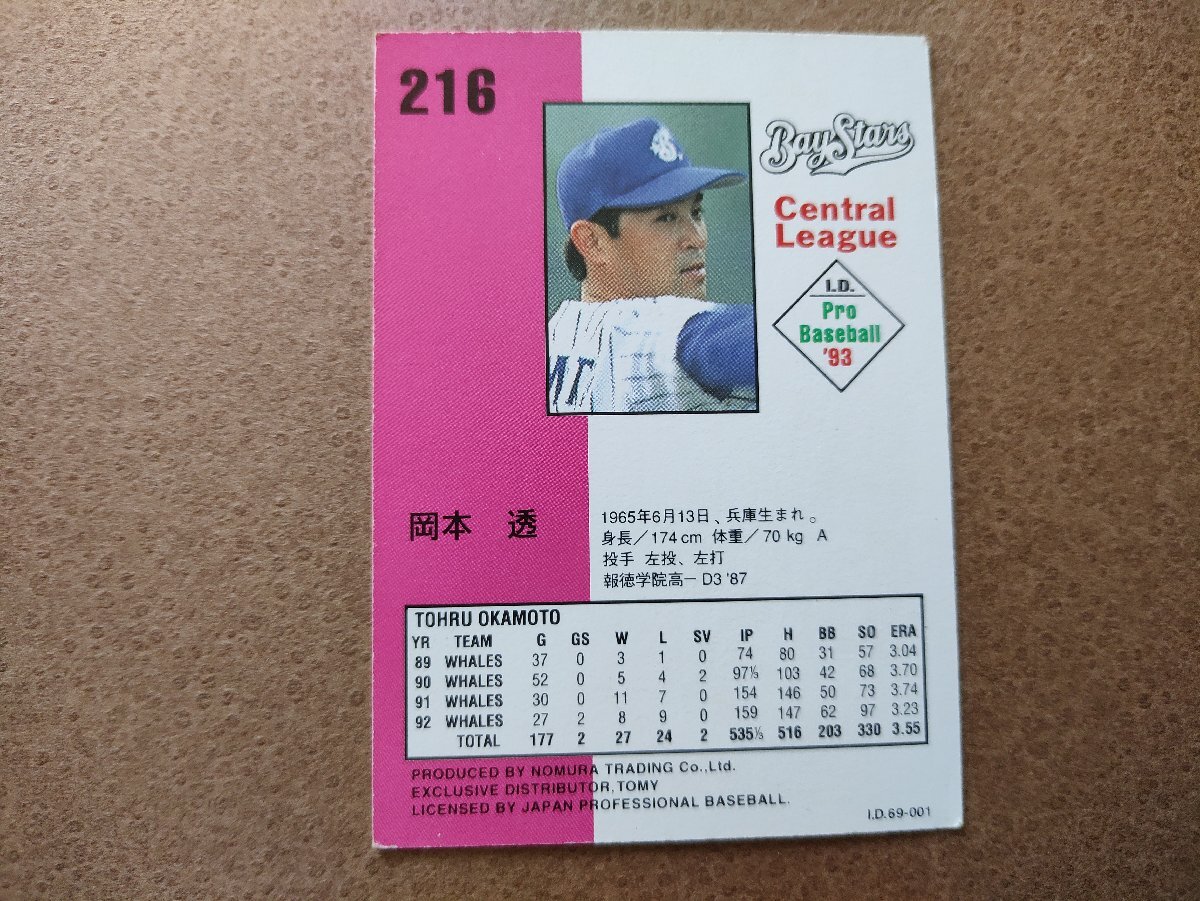 216
BayStars
Central
League
I.D.
Pro
Baseball
'93
岡本 透
1965年6月13日、兵庫生まれ。
身長/174cm 体重/70kg A
投手 左投、左打
報徳学院高ーD3 '87
TOHRU OKAMOTO
YR TEAM G GS W L SV IP H BB SO ERA
89 WHALES 37 0 3 1 0 74 80 31 57 3.04
90 WHALES 52 0 5 4 2 97⅓ 103 42 68 3.70
91 WHALES 30 0 11 7 0 154 146 50 73 3.74
92 WHALES 27 2 8 9 0 159 147 62 97 3.23
TOTAL 177 2 27 24 2 535⅓ 516 203 330 3.55
PRODUCED BY NOMURA TRADING Co.,Ltd.
EXCLUSIVE DISTRIBUTOR,TOMY
LICENSED BY JAPAN PROFESSIONAL BASEBALL.
I.D.69-001